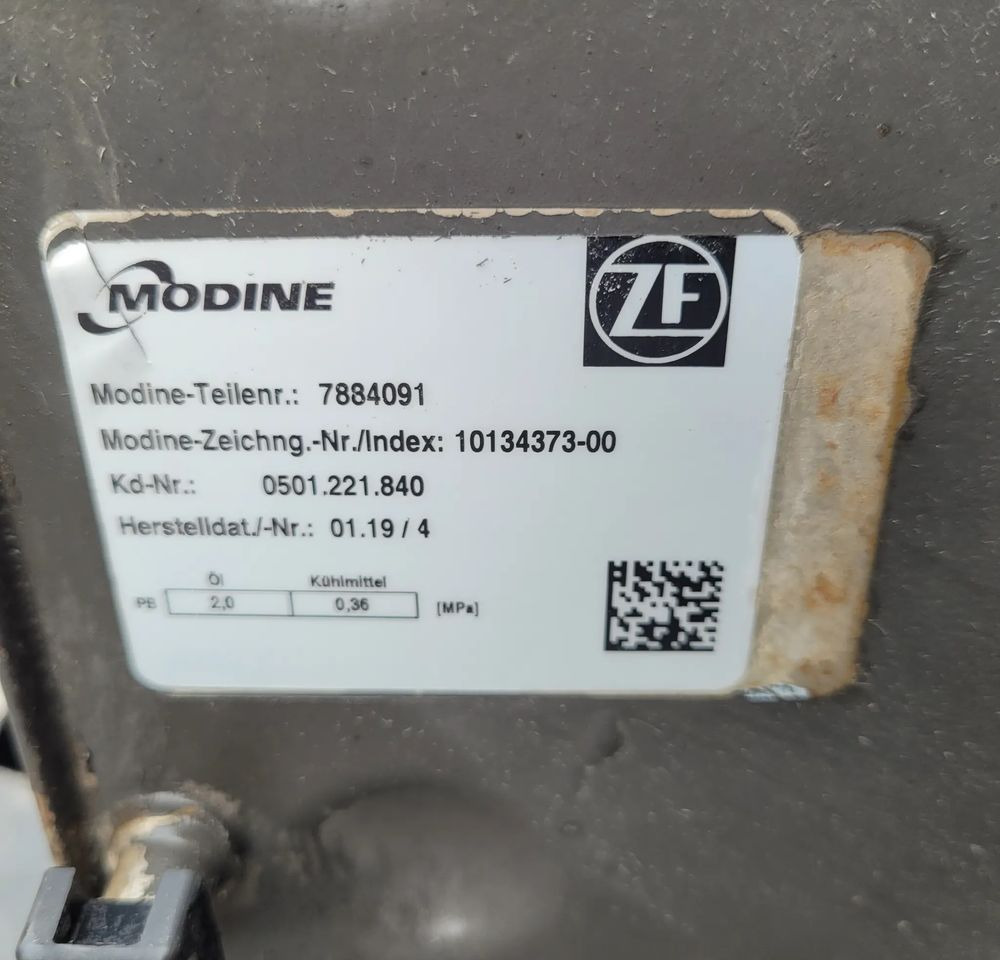 MODINE
ZF
Modine-Teilenr.: 7884091
Modine-Zeichng.-Nr./Index: 10134373-00
Kd-Nr.: 0501.221.840
Herstelldat./-Nr.: 01.19 / 4
Öl Kühlmittel
PB 2,0 0,36 [MPa]